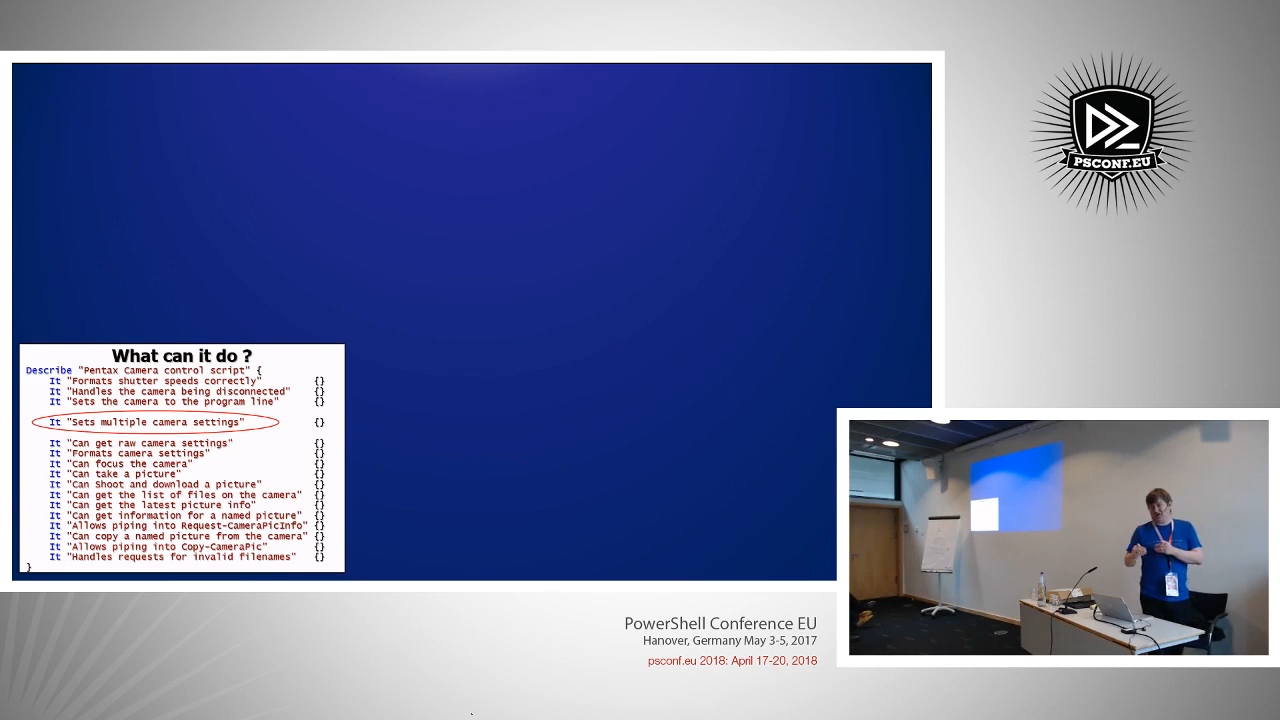 What can it do ?
Describe "Pentax Camera control script" {
It "Formats shutter speeds correctly" {}
It "Handles the camera being disconnected" {}
It "Sets the camera to the program line" {}
It "Sets multiple camera settings" {}
It "Can get raw camera settings" {}
It "Formats camera settings" {}
It "Can focus the camera" {}
It "Can take a picture" {}
It "Can Shoot and download a picture" {}
It "Can get the list of files on the camera" {}
It "Can get the latest picture info" {}
It "Can get information for a named picture" {}
It "Allows piping into Request-CameraPicInfo" {}
It "Can copy a named picture from the camera" {}
It "Allows piping into Copy-CameraPic" {}
It "Handles requests for invalid filenames" {}
}
PSCONF.EU
PowerShell Conference EU
Hanover, Germany May 3-5, 2017
psconf.eu 2018: April 17-20, 2018